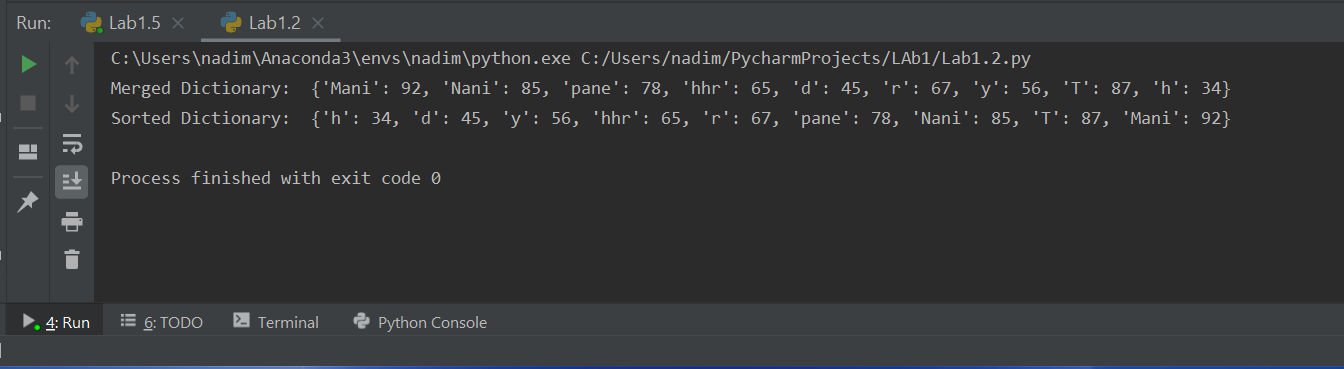 Run: Lab1.5 Lab1.2
C:\Users\nadim\Anaconda3\envs\nadim\python.exe C:/Users/nadim/PycharmProjects/LAb1/Lab1.2.py
Merged Dictionary:  {'Mani': 92, 'Nani': 85, 'pane': 78, 'hhr': 65, 'd': 45, 'r': 67, 'y': 56, 'T': 87, 'h': 34}
Sorted Dictionary:  {'h': 34, 'd': 45, 'y': 56, 'hhr': 65, 'r': 67, 'pane': 78, 'Nani': 85, 'T': 87, 'Mani': 92}
Process finished with exit code 0
4: Run 6: TODO Terminal Python Console